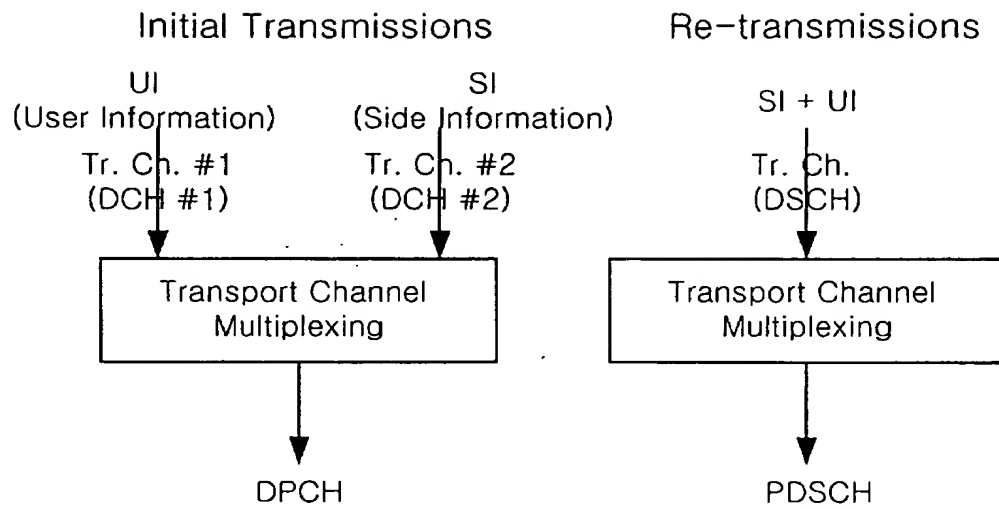 Initial Transmissions
UI
(User Information)
Tr. Ch. #1
(DCH #1)
SI
(Side Information)
Tr. Ch. #2
(DCH #2)
Transport Channel
Multiplexing
DPCH
Re-transmissions
SI + UI
Tr. Ch.
(DSCH)
Transport Channel
Multiplexing
PDSCH